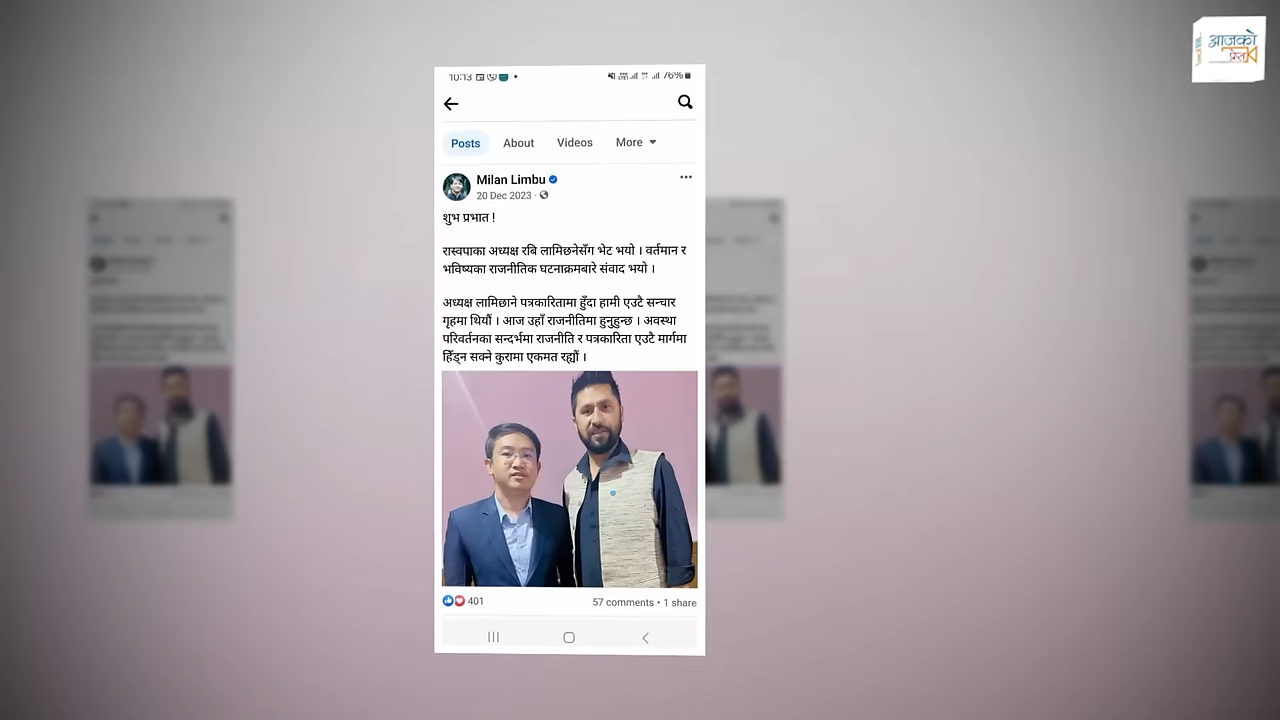 आजको
प्रेस
10:13
76%
Posts About Videos More
Milan Limbu
20 Dec 2023
शुभ प्रभात !
रास्वपाका अध्यक्ष रबि लामिछनेसँग भेट भयो । वर्तमान र
भविष्यका राजनीतिक घटनाक्रमबारे संवाद भयो ।
अध्यक्ष लामिछाने पत्रकारितामा हुँदा हामी एउटै सन्चार
गृहमा थियौं । आज उहाँ राजनीतिमा हुनुहुन्छ । अवस्था
परिवर्तनका सन्दर्भमा राजनीति र पत्रकारिता एउटै मार्गमा
हिँड्न सक्ने कुरामा एकमत रह्यौं ।
401
57 comments • 1 share